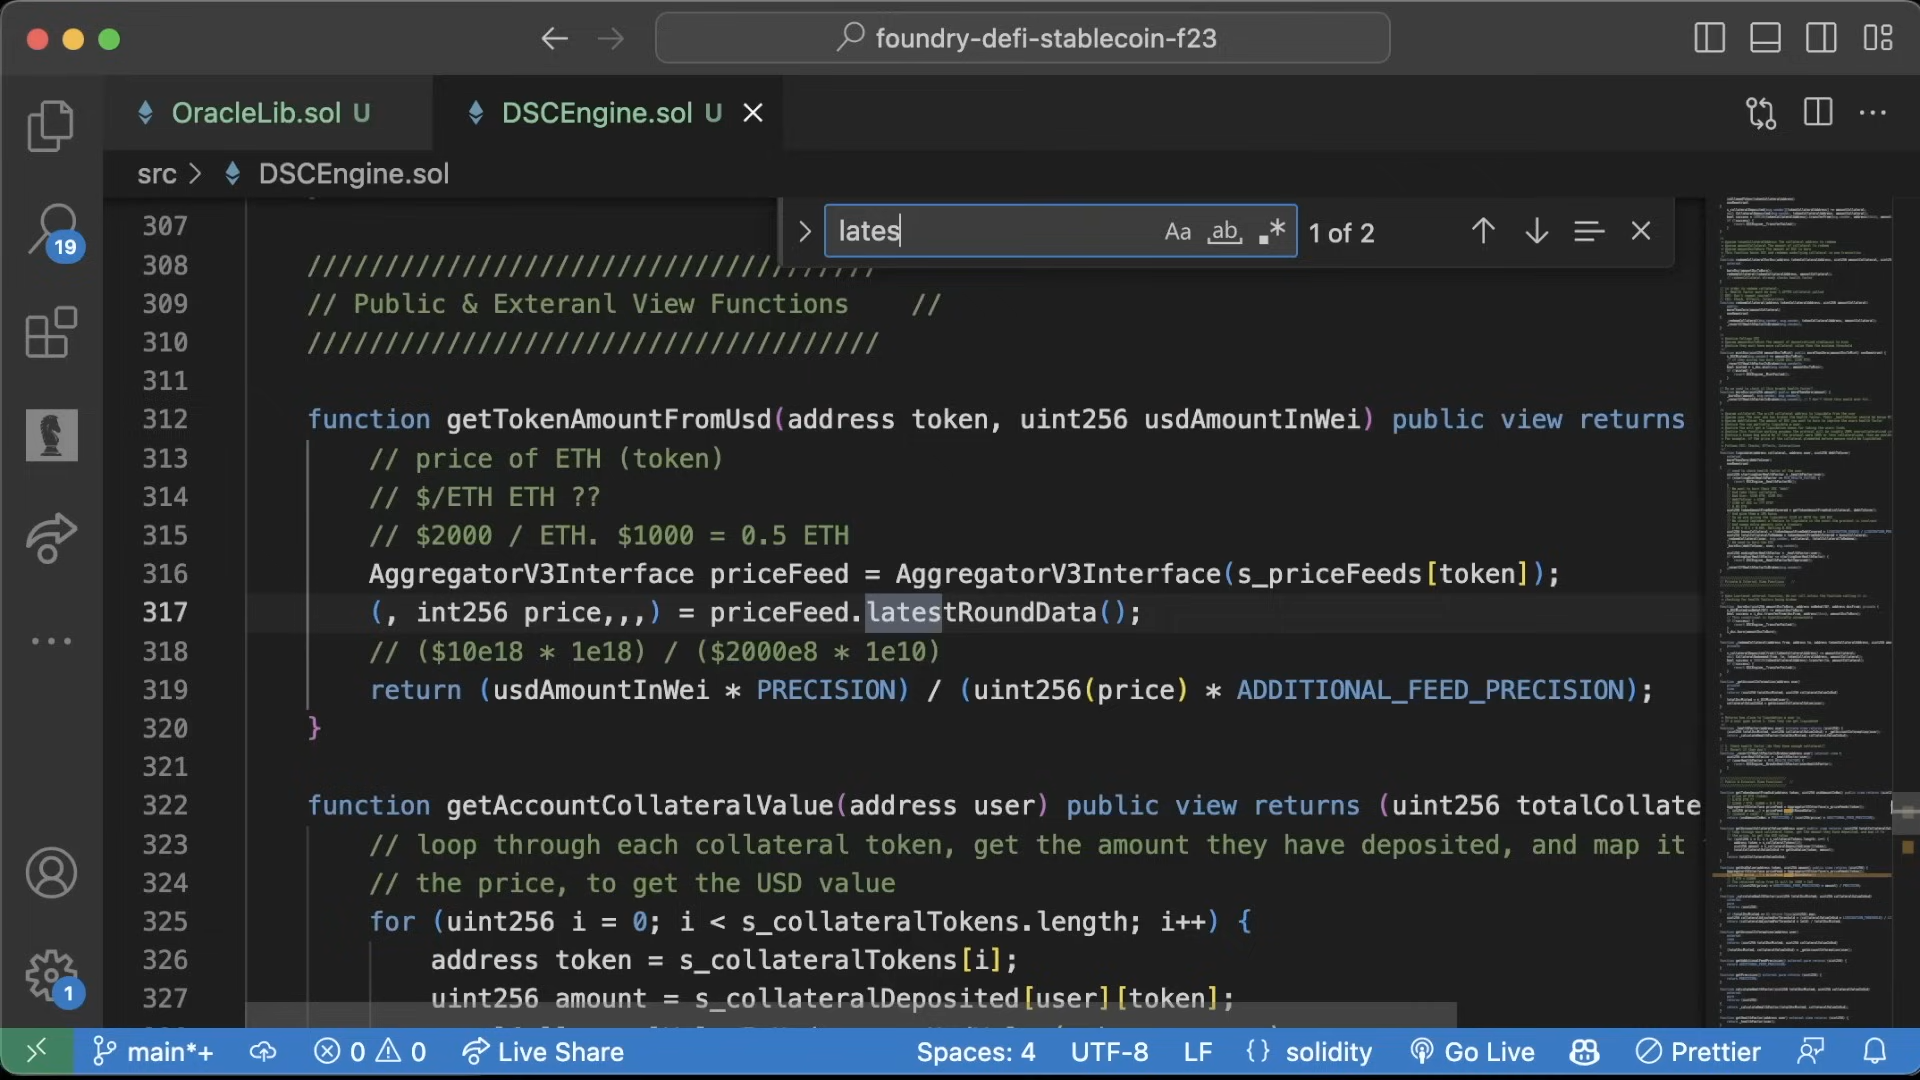 foundry-defi-stablecoin-f23
OracleLib.sol U
DSCEngine.sol U
src > DSCEngine.sol
lates
Aa ab 1 of 2
19
307
308 /////////////////////////////////////
309 // Public & Exteranl View Functions    //
310 /////////////////////////////////////
311
312 function getTokenAmountFromUsd(address token, uint256 usdAmountInWei) public view returns
313 // price of ETH (token)
314 // $/ETH ETH ??
315 // $2000 / ETH. $1000 = 0.5 ETH
316 AggregatorV3Interface priceFeed = AggregatorV3Interface(s_priceFeeds[token]);
317 (, int256 price,,,) = priceFeed.latestRoundData();
318 // ($10e18 * 1e18) / ($2000e8 * 1e10)
319 return (usdAmountInWei * PRECISION) / (uint256(price) * ADDITIONAL_FEED_PRECISION);
320 }
321
322 function getAccountCollateralValue(address user) public view returns (uint256 totalCollate
323 // loop through each collateral token, get the amount they have deposited, and map it
324 // the price, to get the USD value
325 for (uint256 i = 0; i < s_collateralTokens.length; i++) {
326 address token = s_collateralTokens[i];
327 uint256 amount = s_collateralDeposited[user][token];
1
main*+ 0 0 Live Share Spaces: 4 UTF-8 LF {} solidity Go Live Prettier